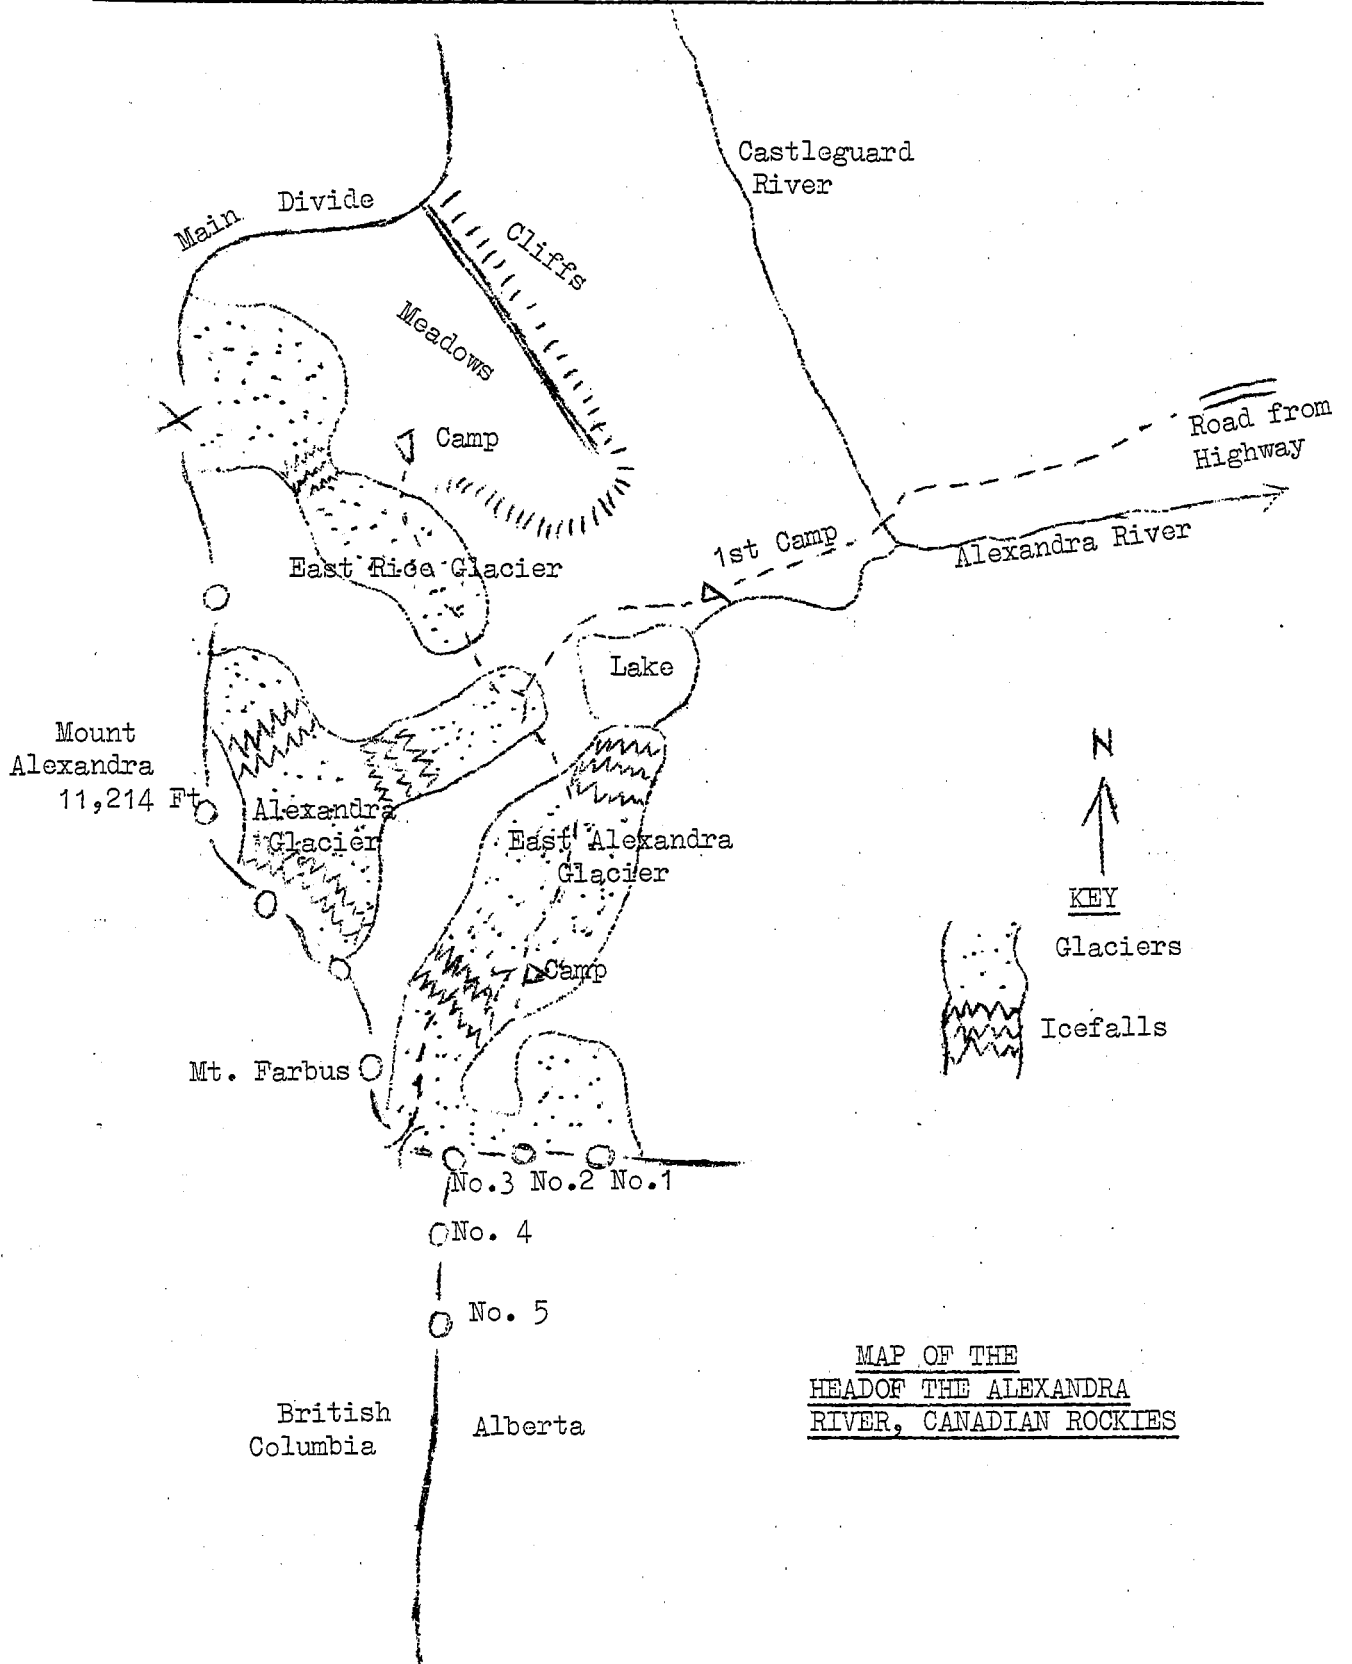 Castleguard
River
Main Divide
Cliffs
Meadows
Camp
Road from
Highway
1st Camp
Alexandra River
East Rice Glacier
Lake
Mount
Alexandra
11,214 Ft
N
Alexandra
Glacier
East Alexandra
Glacier
KEY
Glaciers
Camp
Icefalls
Mt. Farbus
No.3 No.2 No.1
No. 4
No. 5
MAP OF THE
HEADOF THE ALEXANDRA
RIVER, CANADIAN ROCKIES
British
Columbia
Alberta